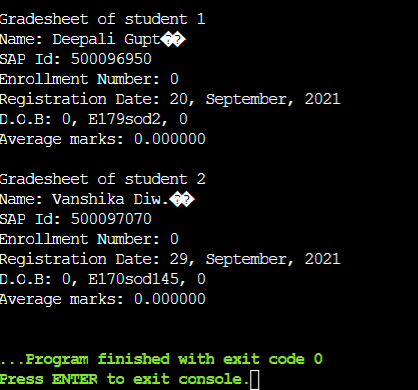 Gradesheet of student 1
Name: Deepali Gupt��
SAP Id: 500096950
Enrollment Number: 0
Registration Date: 20, September, 2021
D.O.B: 0, E179sod2, 0
Average marks: 0.000000
Gradesheet of student 2
Name: Vanshika Diw.��
SAP Id: 500097070
Enrollment Number: 0
Registration Date: 29, September, 2021
D.O.B: 0, E170sod145, 0
Average marks: 0.000000
...Program finished with exit code 0
Press ENTER to exit console.